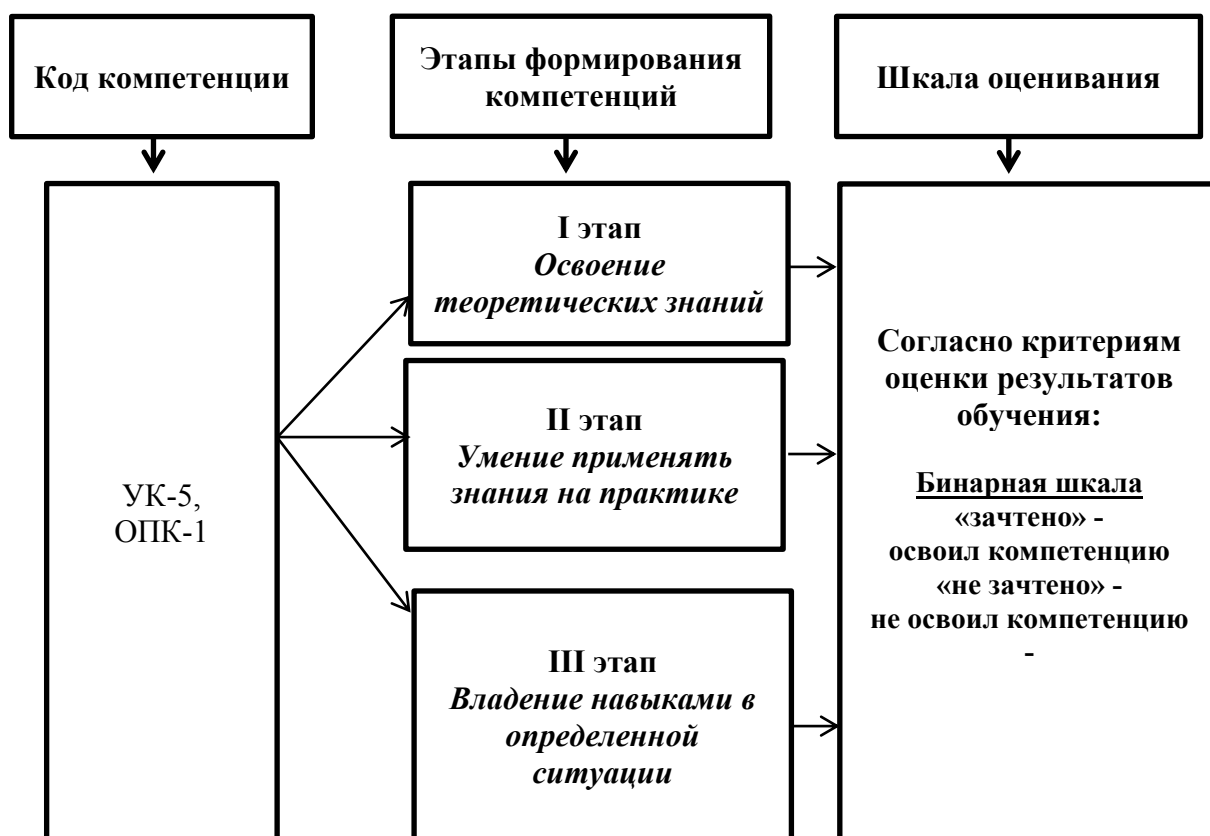 Код компетенции
Этапы формирования
компетенций
Шкала оценивания
УК-5,
ОПК-1
I этап
Освоение
теоретических знаний
II этап
Умение применять
знания на практике
III этап
Владение навыками в
определенной
ситуации
Согласно критериям
оценки результатов
обучения:
Бинарная шкала
«зачтено» -
освоил компетенцию
«не зачтено» -
не освоил компетенцию
-